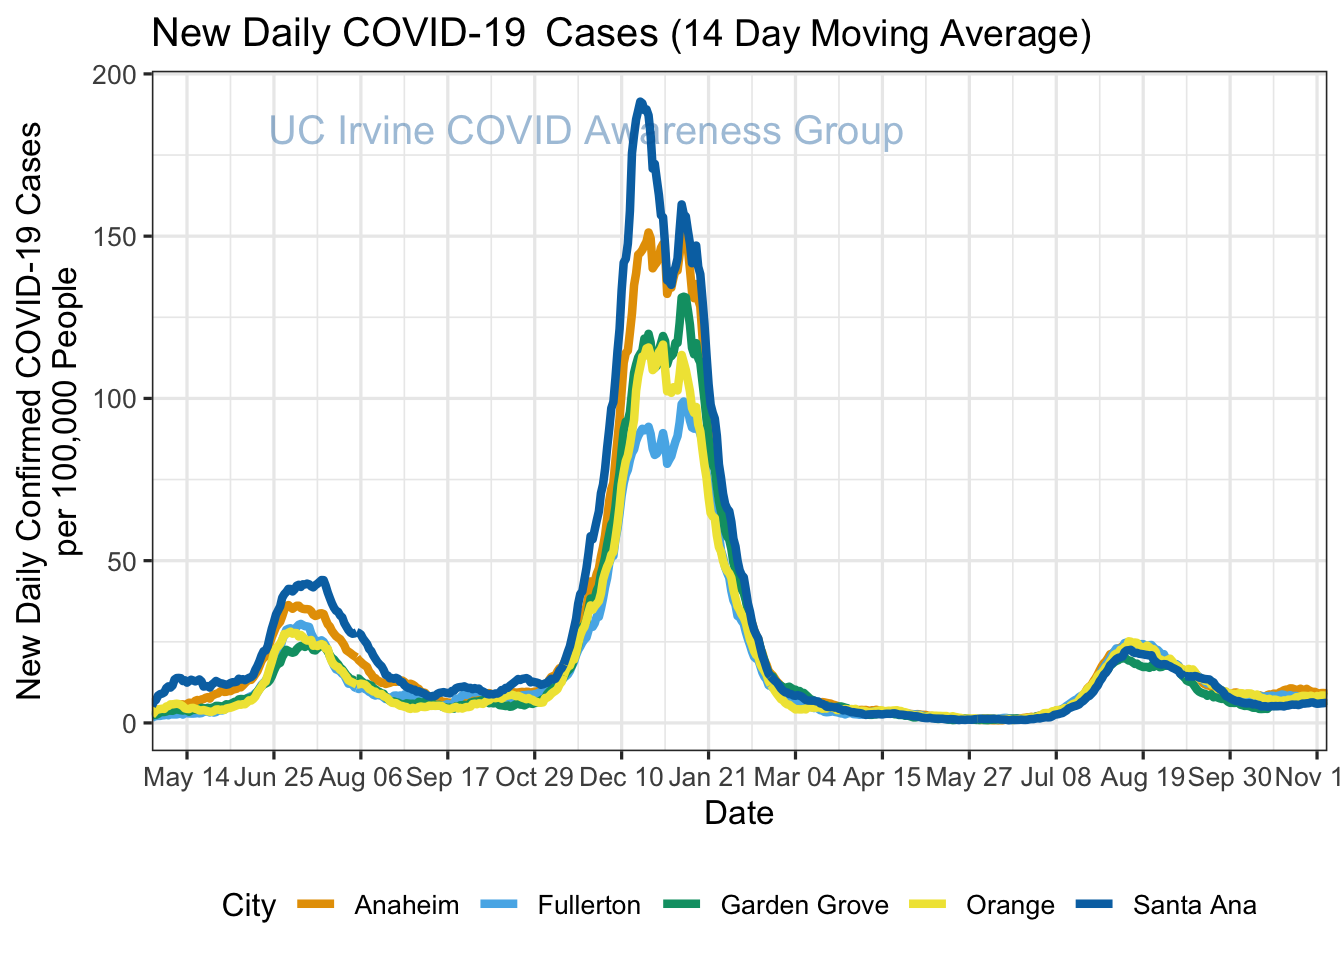 New Daily COVID-19  Cases (14 Day Moving Average)
UC Irvine COVID Awareness Group
New Daily Confirmed COVID-19 Cases
per 100,000 People
200
150
100
50
0
May 14 Jun 25 Aug 06 Sep 17 Oct 29 Dec 10 Jan 21 Mar 04 Apr 15 May 27 Jul 08 Aug 19 Sep 30 Nov 1
Date
City Anaheim Fullerton Garden Grove Orange Santa Ana